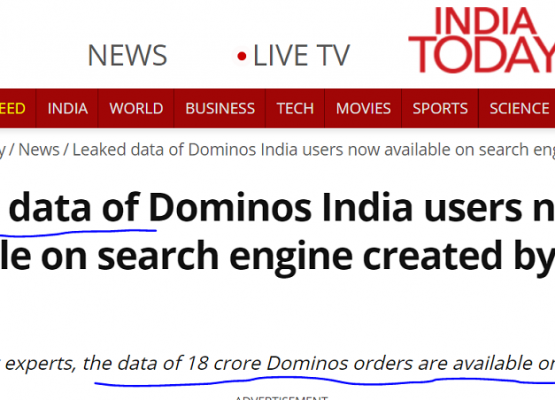 INDIA
TODAY
NEWS
LIVE TV
EED INDIA WORLD BUSINESS TECH MOVIES SPORTS SCIENCE
y / News / Leaked data of Dominos India users now available on search eng
data of Dominos India users n
le on search engine created by
experts, the data of 18 crore Dominos orders are available on
ADVERTISEMENT